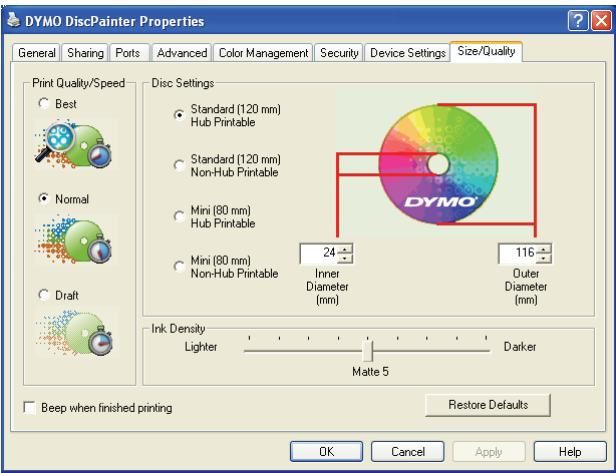 DYMO DiscPainter Properties
General Sharing Ports Advanced Color Management Security Device Settings Size/Quality
Print Quality/Speed
Best
Normal
Draft
Disc Settings
Standard (120 mm)
Hub Printable
Standard (120 mm)
Non-Hub Printable
Mini (80 mm)
Hub Printable
Mini (80 mm)
Non-Hub Printable
DYMO
24
Inner
Diameter
(mm)
116
Outer
Diameter
(mm)
Ink Density
Lighter
Darker
Matte 5
Beep when finished printing
Restore Defaults
OK Cancel Apply Help